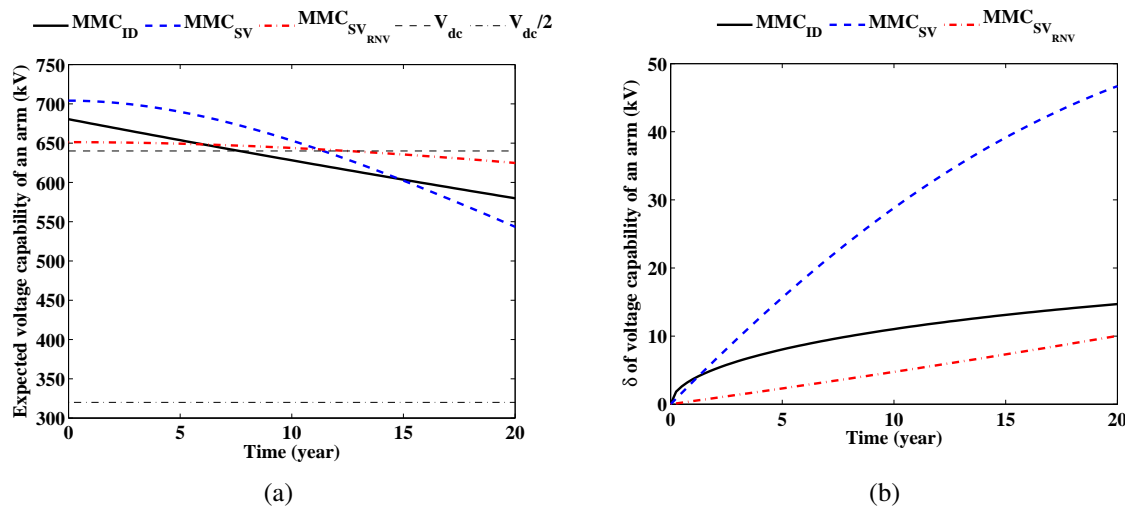 MMC_ID MMC_SV MMC_SV_RNV V_dc V_dc/2
Expected voltage capability of an arm (kV)
750
700
650
600
550
500
450
400
350
300
0 5 10 15 20
Time (year)
(a)
MMC_ID MMC_SV MMC_SV_RNV
δ of voltage capability of an arm (kV)
50
40
30
20
10
0
0 5 10 15 20
Time (year)
(b)